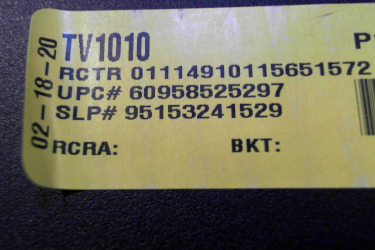 02-18-20
TV1010
RCTR 01114910115651572
UPC# 60958525297
SLP# 95153241529
RCRA: BKT: